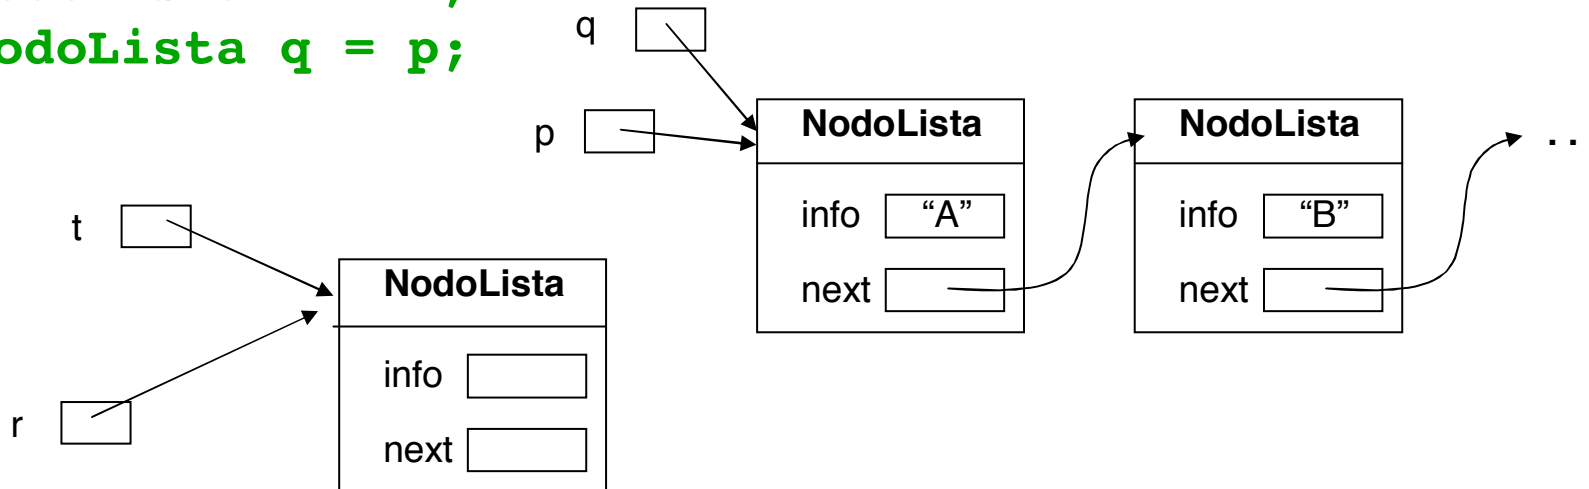 odoLista q = p;
q
p
NodoLista
NodoLista
. .
info “A”
info “B”
next
next
t
NodoLista
info
r
next